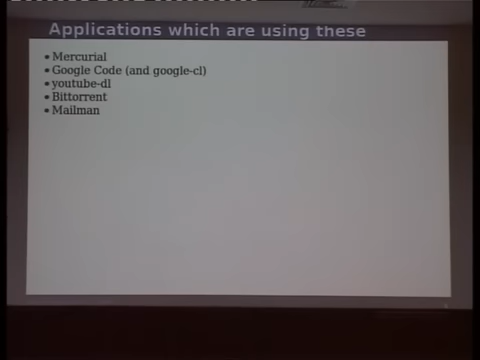 Applications which are using these
• Mercurial
• Google Code (and google-cl)
• youtube-dl
• Bittorrent
• Mailman